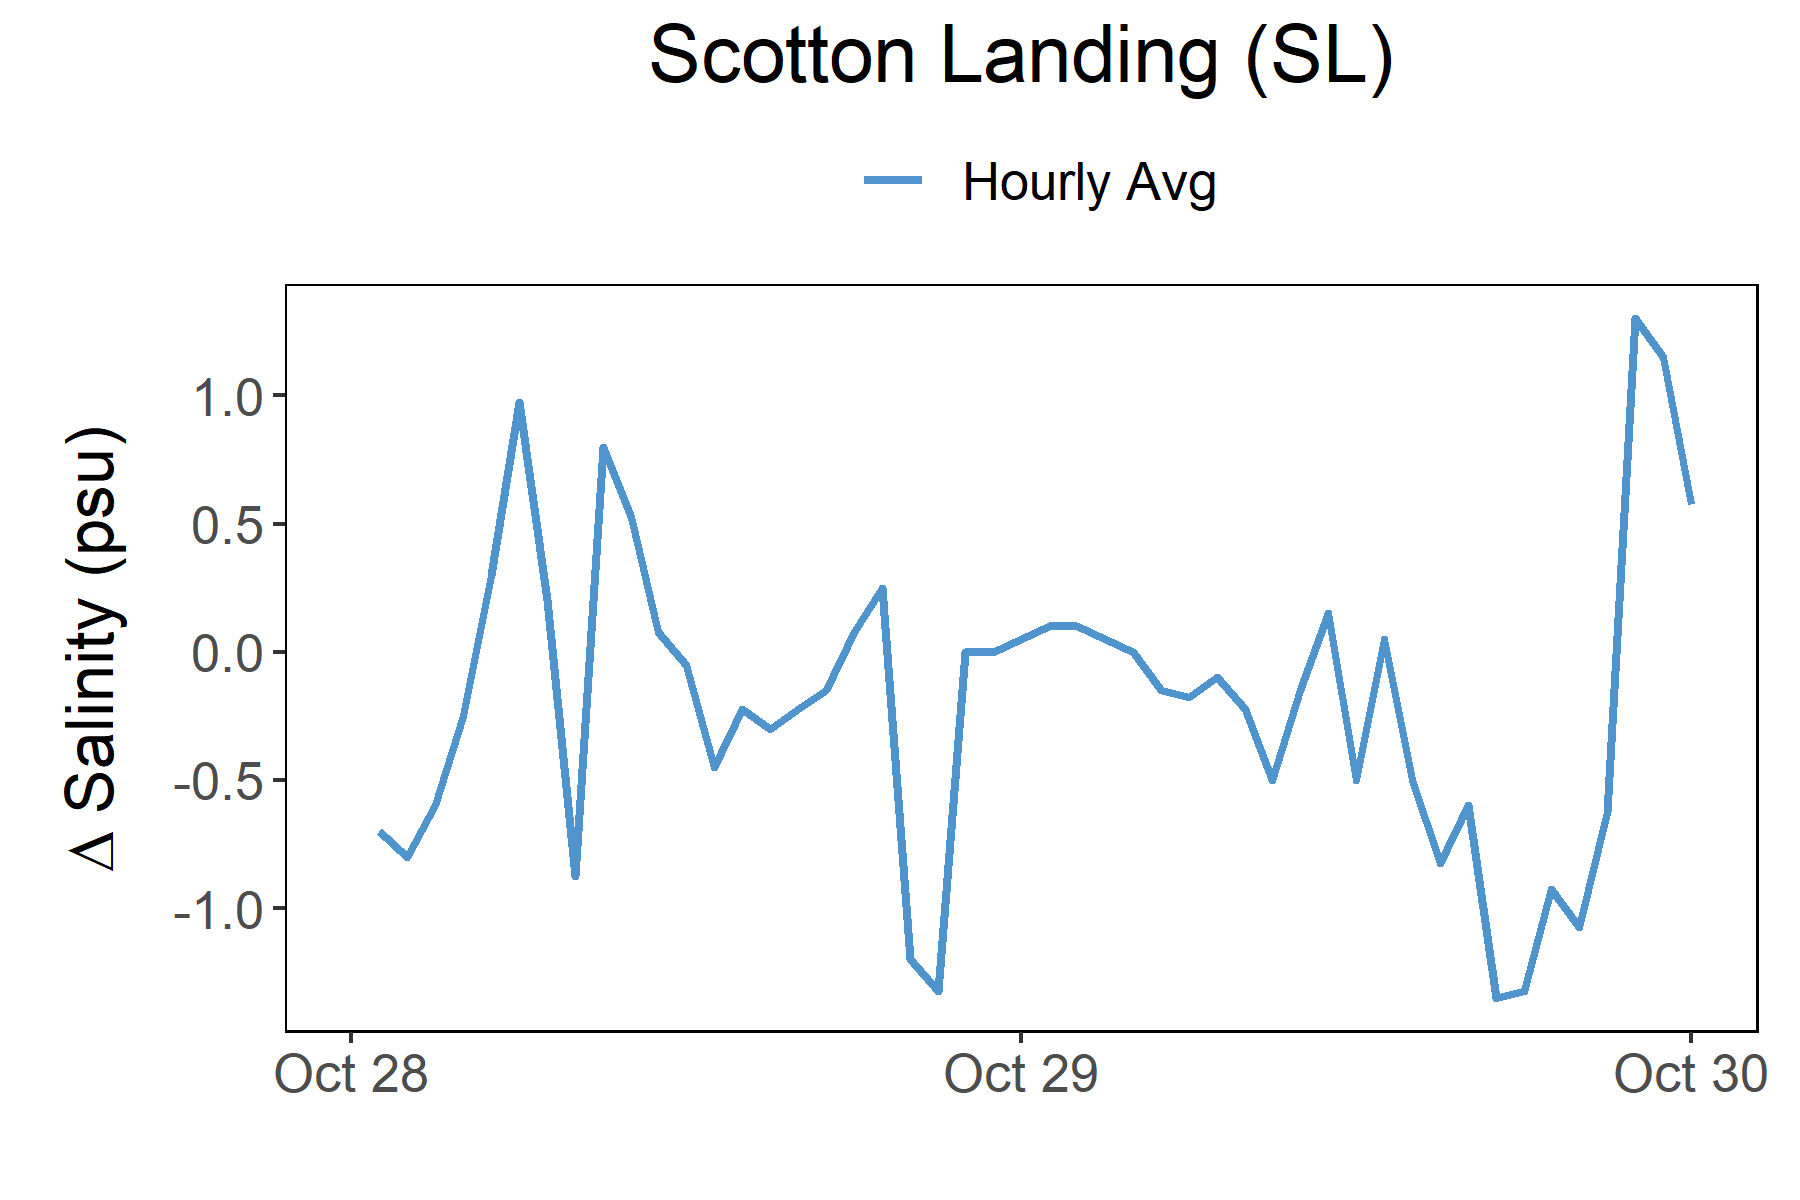 Scotton Landing (SL)
Hourly Avg
Δ Salinity (psu)
1.0
0.5
0.0
-0.5
-1.0
Oct 28
Oct 29
Oct 30